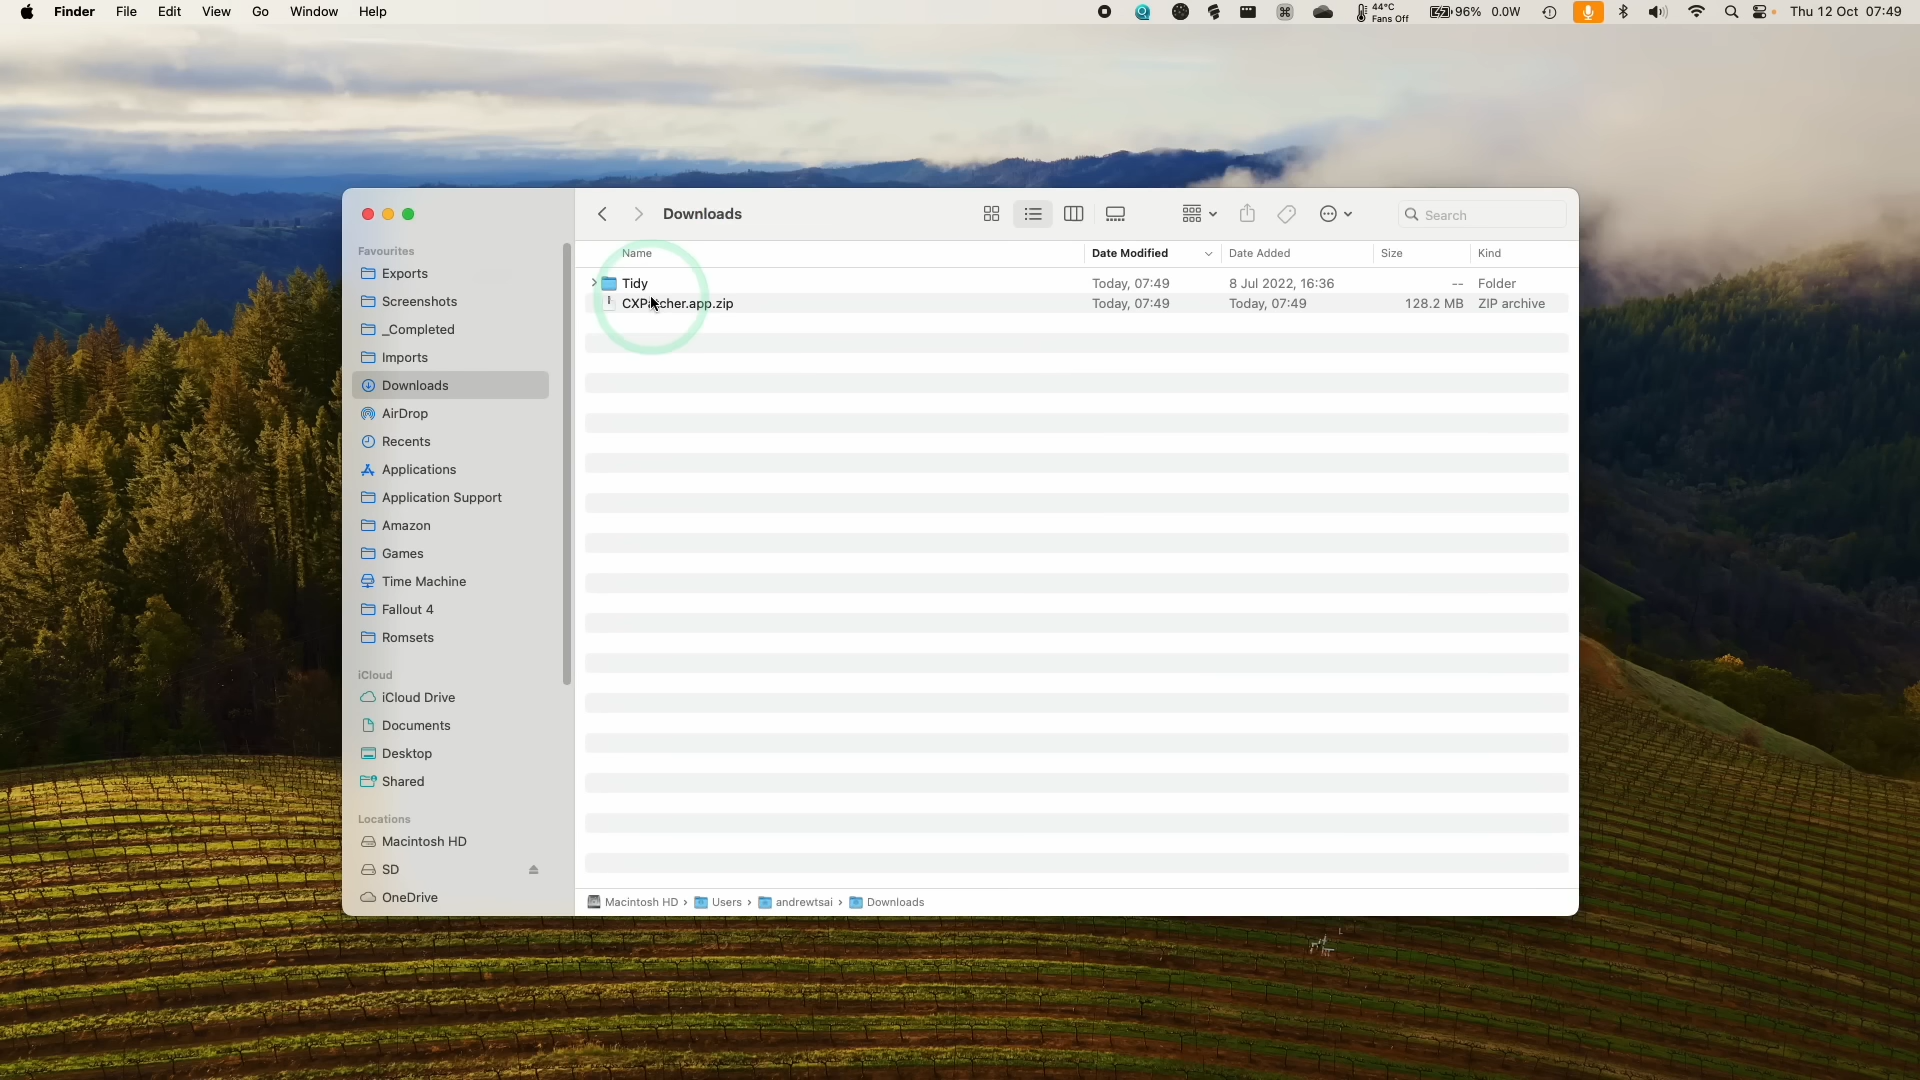 Finder File Edit View Go Window Help 44°C Fans Off 96% 0.0W Thu 12 Oct 07:49
Downloads
Search
Favourites
Exports
Screenshots
_Completed
Imports
Downloads
AirDrop
Recents
Applications
Application Support
Amazon
Games
Time Machine
Fallout 4
Romsets
iCloud
iCloud Drive
Documents
Desktop
Shared
Locations
Macintosh HD
SD
OneDrive
Name Date Modified Date Added Size Kind
Tidy Today, 07:49 8 Jul 2022, 16:36 -- Folder
CXPatcher.app.zip Today, 07:49 Today, 07:49 128.2 MB ZIP archive
Macintosh HD › Users › andrewtsai › Downloads